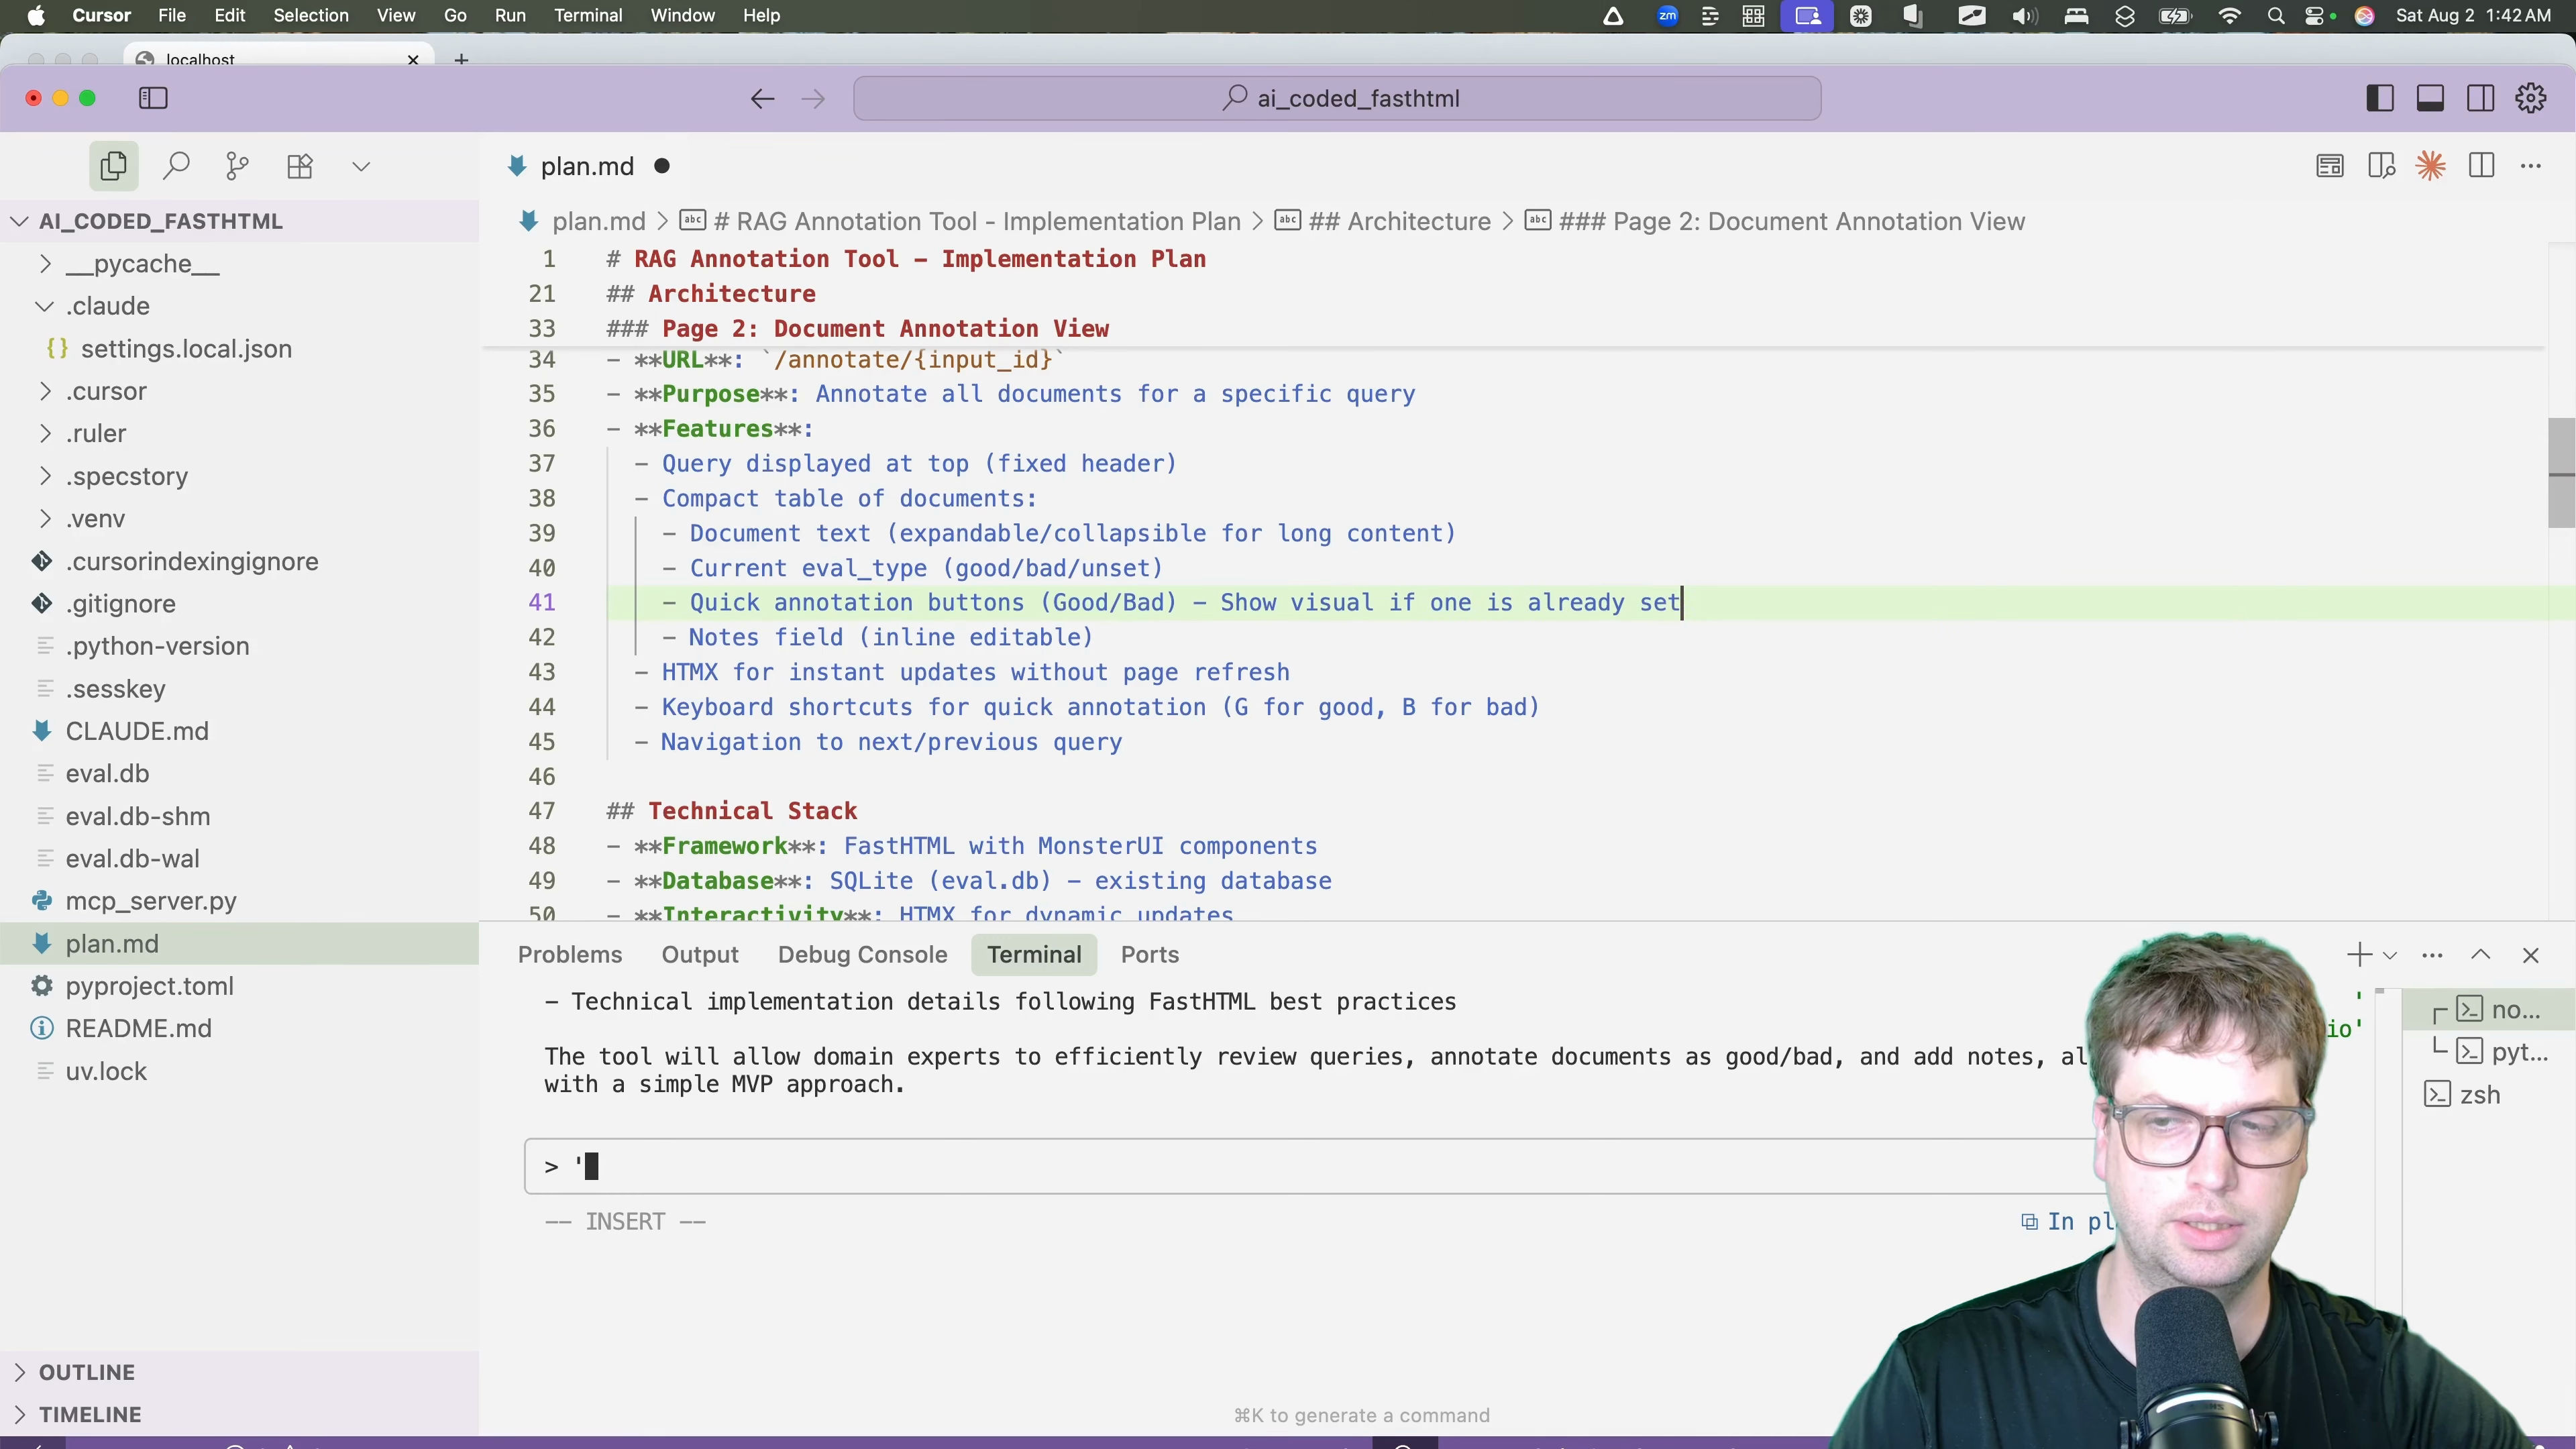 Cursor File Edit Selection View Go Run Terminal Window Help
zm
Sat Aug 2 1:42 AM
localhost
ai_coded_fasthtml
plan.md
AI_CODED_FASTHTML
__pycache__
.claude
settings.local.json
.cursor
.ruler
.specstory
.venv
.cursorindexingignore
.gitignore
.python-version
.sesskey
CLAUDE.md
eval.db
eval.db-shm
eval.db-wal
mcp_server.py
plan.md
pyproject.toml
README.md
uv.lock
OUTLINE
TIMELINE
plan.md > # RAG Annotation Tool - Implementation Plan > ## Architecture > ### Page 2: Document Annotation View
1 # RAG Annotation Tool – Implementation Plan
21 ## Architecture
33 ### Page 2: Document Annotation View
34 – **URL**: `/annotate/{input_id}`
35 – **Purpose**: Annotate all documents for a specific query
36 – **Features**:
37 – Query displayed at top (fixed header)
38 – Compact table of documents:
39 – Document text (expandable/collapsible for long content)
40 – Current eval_type (good/bad/unset)
41 – Quick annotation buttons (Good/Bad) – Show visual if one is already set
42 – Notes field (inline editable)
43 – HTMX for instant updates without page refresh
44 – Keyboard shortcuts for quick annotation (G for good, B for bad)
45 – Navigation to next/previous query
46
47 ## Technical Stack
48 – **Framework**: FastHTML with MonsterUI components
49 – **Database**: SQLite (eval.db) – existing database
50 – **Interactivity**: HTMX for dynamic updates
Problems Output Debug Console Terminal Ports
– Technical implementation details following FastHTML best practices
The tool will allow domain experts to efficiently review queries, annotate documents as good/bad, and add notes, al
with a simple MVP approach.
> '
–– INSERT ––
In pl
io'
no...
pyt...
zsh
⌘K to generate a command